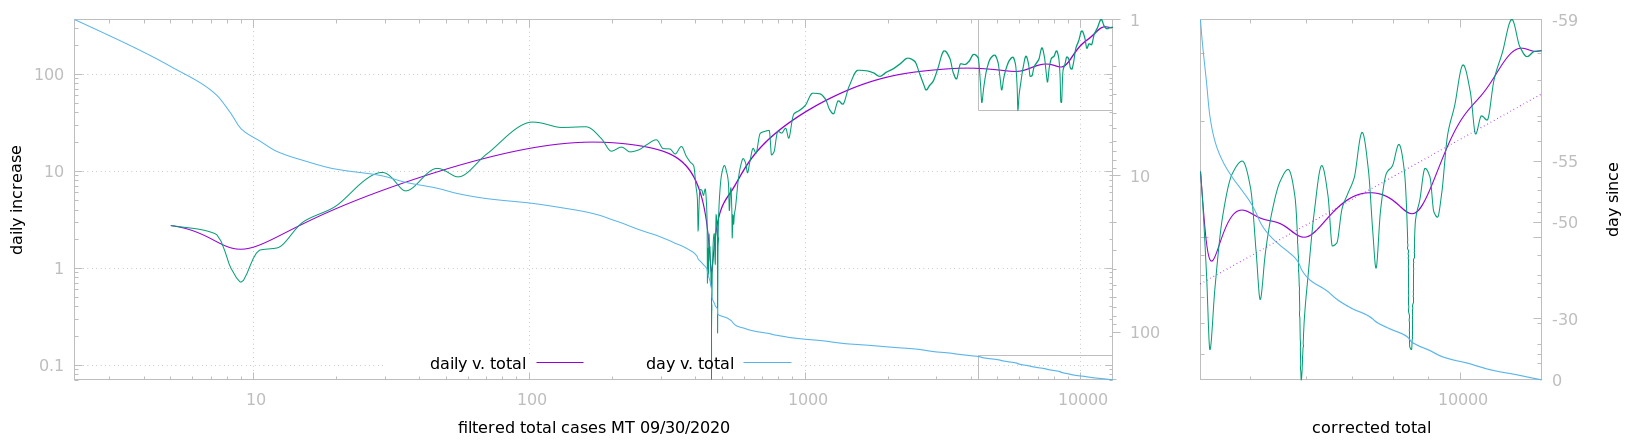 daily increase
100
10
1
0.1
10
100
1000
10000
1
10
100
daily v. total
day v. total
filtered total cases MT 09/30/2020
-59
-55
-50
-30
0
10000
day since
corrected total